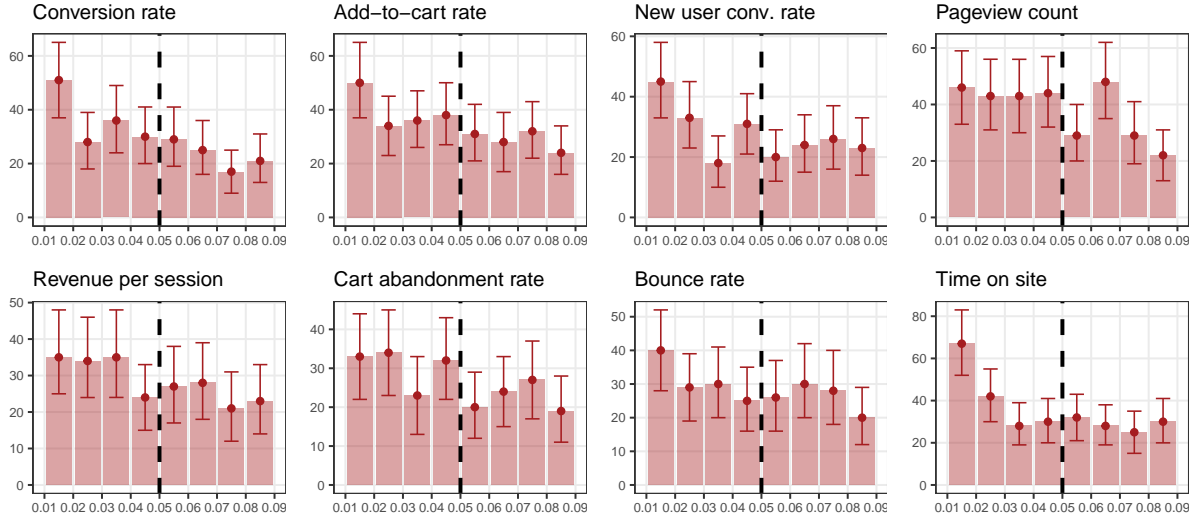 Conversion rate
60
40
20
0
0.01 0.02 0.03 0.04 0.05 0.06 0.07 0.08 0.09
Add−to−cart rate
60
40
20
0
0.01 0.02 0.03 0.04 0.05 0.06 0.07 0.08 0.09
New user conv. rate
60
40
20
0
0.01 0.02 0.03 0.04 0.05 0.06 0.07 0.08 0.09
Pageview count
60
40
20
0
0.01 0.02 0.03 0.04 0.05 0.06 0.07 0.08 0.09
Revenue per session
50
40
30
20
10
0
0.01 0.02 0.03 0.04 0.05 0.06 0.07 0.08 0.09
Cart abandonment rate
40
30
20
10
0
0.01 0.02 0.03 0.04 0.05 0.06 0.07 0.08 0.09
Bounce rate
50
40
30
20
10
0
0.01 0.02 0.03 0.04 0.05 0.06 0.07 0.08 0.09
Time on site
80
60
40
20
0
0.01 0.02 0.03 0.04 0.05 0.06 0.07 0.08 0.09